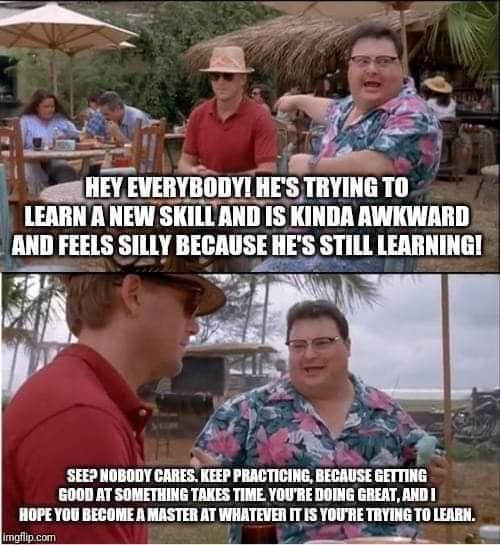 HEY EVERYBODY! HE'S TRYING TO
LEARN A NEW SKILL AND IS KINDA AWKWARD
AND FEELS SILLY BECAUSE HE'S STILL LEARNING!
SEE? NOBODY CARES. KEEP PRACTICING, BECAUSE GETTING
GOOD AT SOMETHING TAKES TIME. YOU'RE DOING GREAT, AND I
HOPE YOU BECOME A MASTER AT WHATEVER IT IS YOU'RE TRYING TO LEARN.
imgflip.com